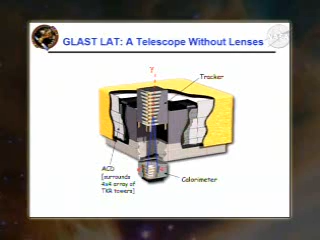 GLAST LAT: A Telescope Without Lenses
γ
Tracker
ACD
[surrounds
4x4 array of
TKR towers]
Calorimeter